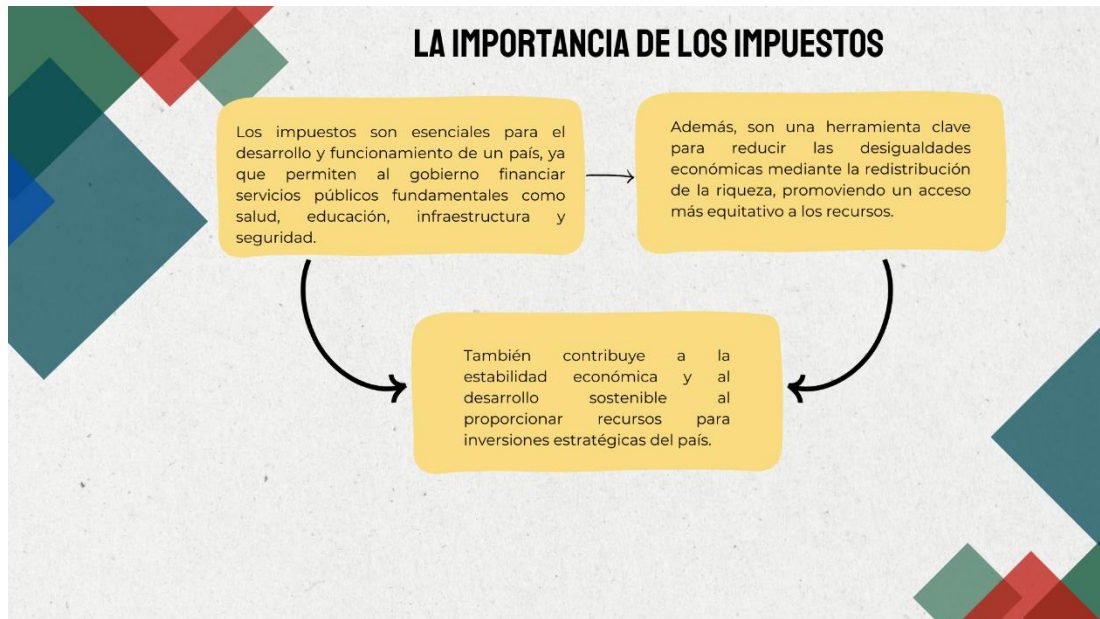 LA IMPORTANCIA DE LOS IMPUESTOS
Los impuestos son esenciales para el
desarrollo y funcionamiento de un país, ya
que permiten al gobierno financiar
servicios públicos fundamentales como
salud, educación, infraestructura y
seguridad.
Además, son una herramienta clave
para reducir las desigualdades
económicas mediante la redistribución
de la riqueza, promoviendo un acceso
más equitativo a los recursos.
También contribuye a la
estabilidad económica y al
desarrollo sostenible al
proporcionar recursos para
inversiones estratégicas del país.